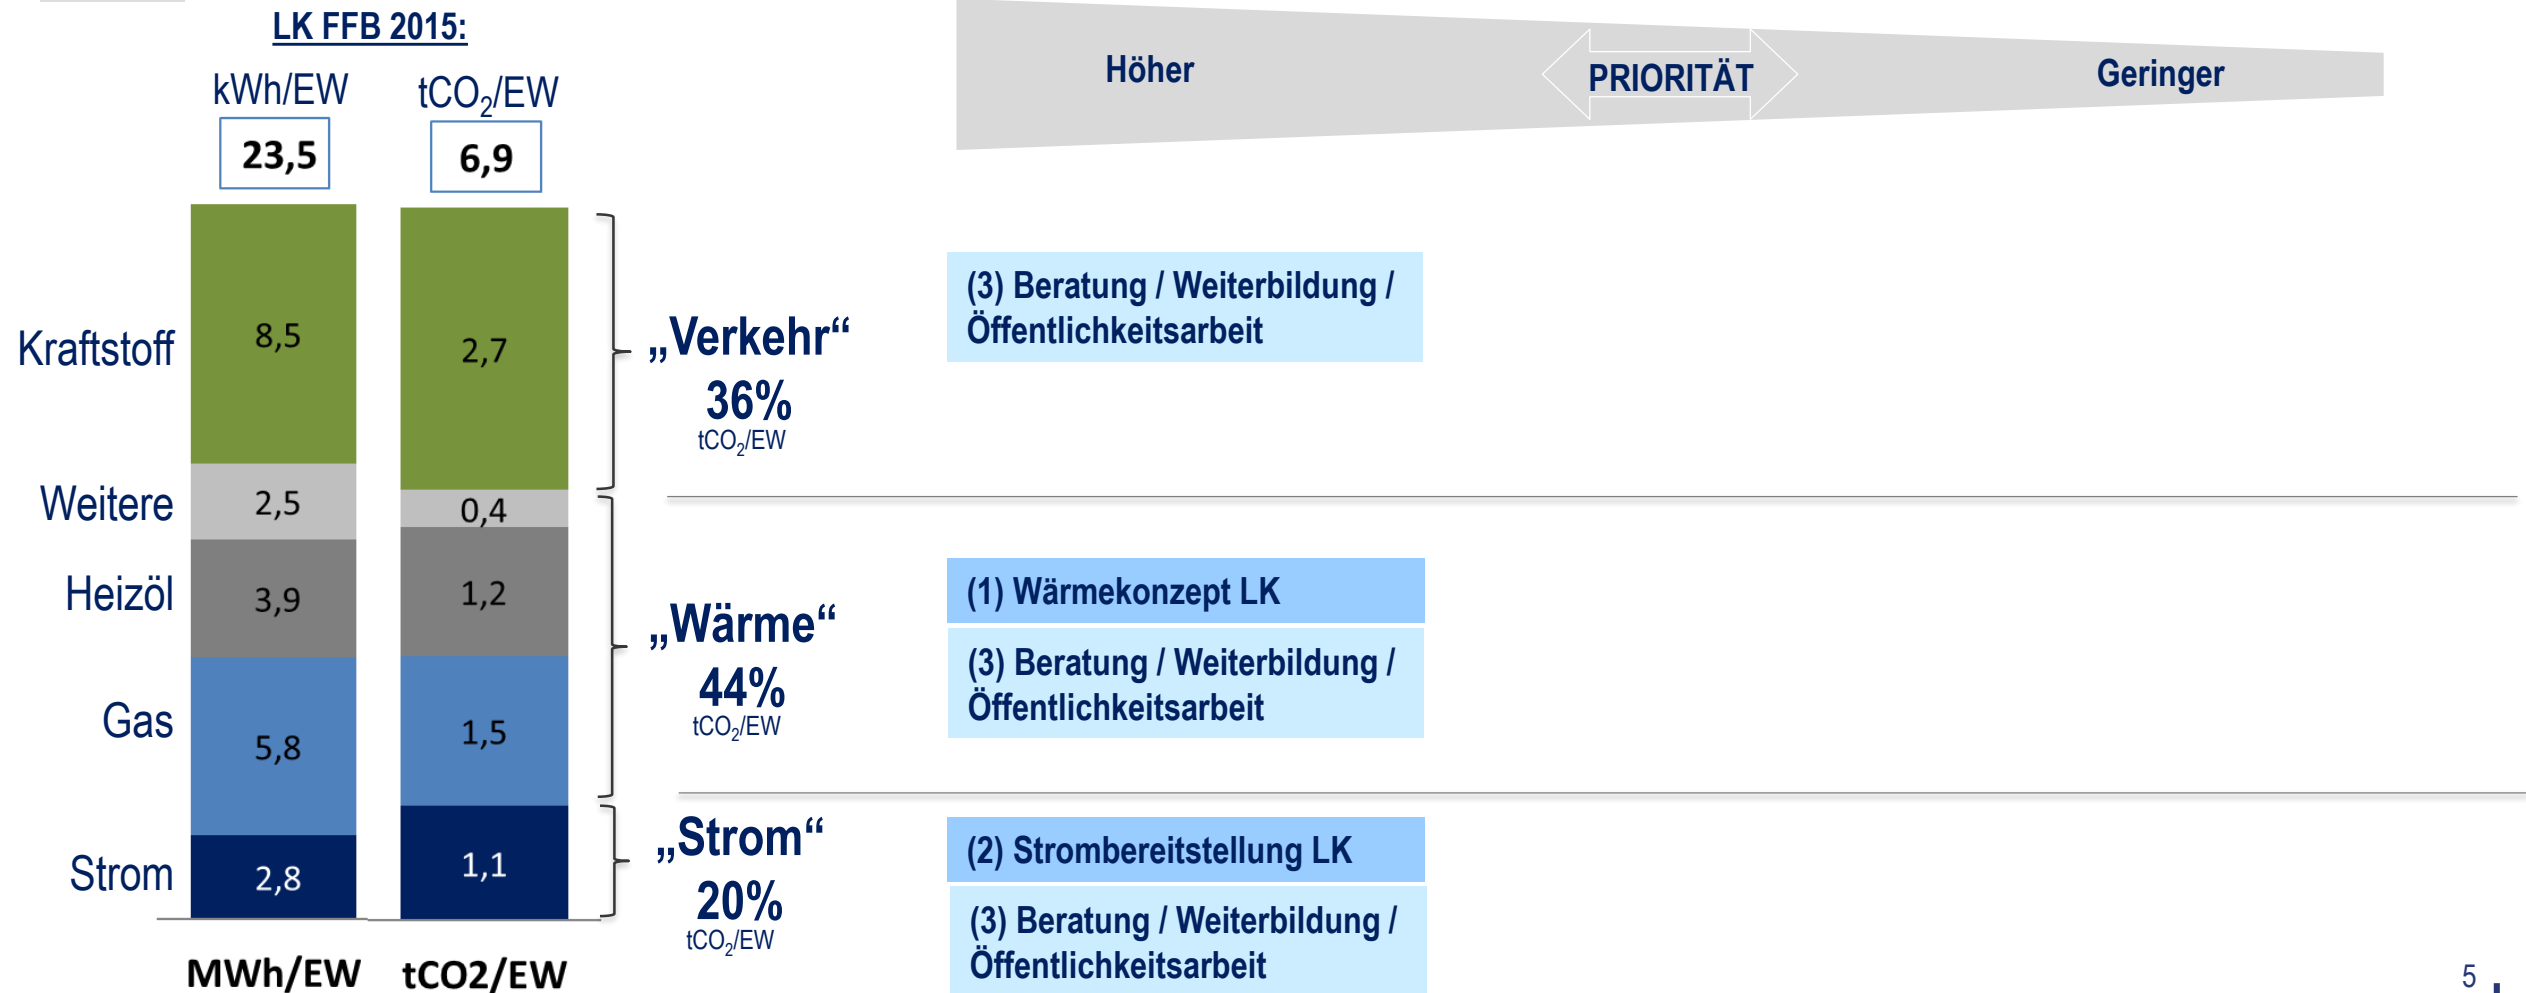 LK FFB 2015:
kWh/EW
tCO₂/EW
23,5
6,9
Höher
PRIORITÄT
Geringer
Kraftstoff
8,5
2,7
„Verkehr“
36%
tCO₂/EW
(3) Beratung / Weiterbildung /
Öffentlichkeitsarbeit
Weitere
2,5
0,4
Heizöl
3,9
1,2
Gas
5,8
1,5
„Wärme“
44%
tCO₂/EW
(1) Wärmekonzept LK
(3) Beratung / Weiterbildung /
Öffentlichkeitsarbeit
Strom
2,8
1,1
„Strom“
20%
tCO₂/EW
(2) Strombereitstellung LK
(3) Beratung / Weiterbildung /
Öffentlichkeitsarbeit
MWh/EW
tCO2/EW
5